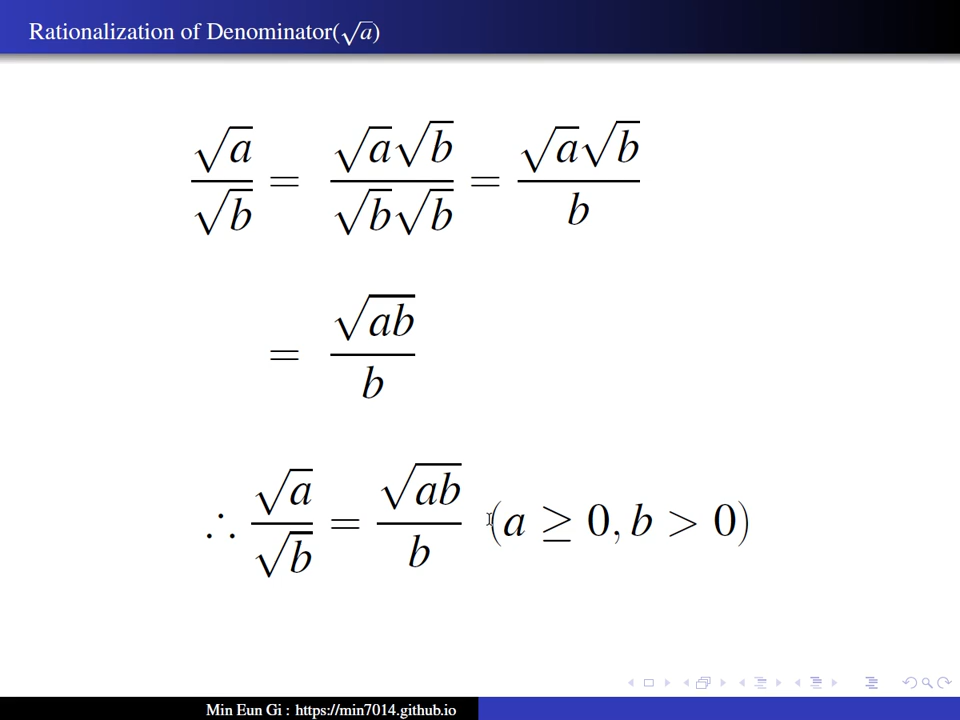 Rationalization of Denominator(√a)
√a/√b = √a√b/√b√b = √a√b/b
= √ab/b
∴ √a/√b = √ab/b (a ≥ 0, b > 0)
Min Eun Gi : https://min7014.github.io